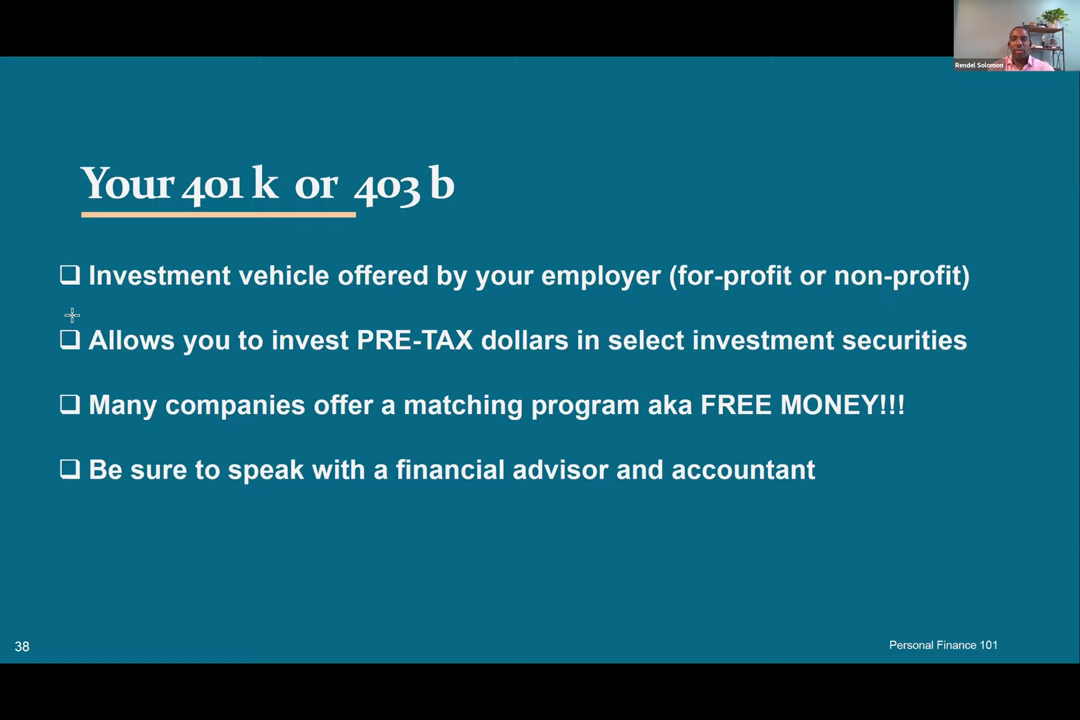 Rendel Solomon
Your 401 k or 403 b
❑ Investment vehicle offered by your employer (for-profit or non-profit)
❑ Allows you to invest PRE-TAX dollars in select investment securities
❑ Many companies offer a matching program aka FREE MONEY!!!
❑ Be sure to speak with a financial advisor and accountant
38
Personal Finance 101